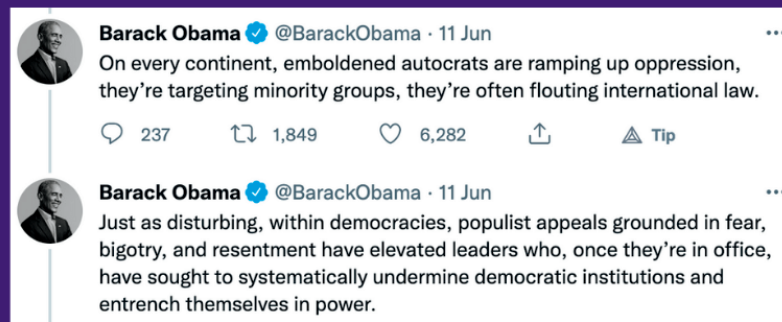 Barack Obama @BarackObama · 11 Jun
On every continent, emboldened autocrats are ramping up oppression,
they're targeting minority groups, they're often flouting international law.
237 1,849 6,282 Tip
Barack Obama @BarackObama · 11 Jun
Just as disturbing, within democracies, populist appeals grounded in fear,
bigotry, and resentment have elevated leaders who, once they're in office,
have sought to systematically undermine democratic institutions and
entrench themselves in power.